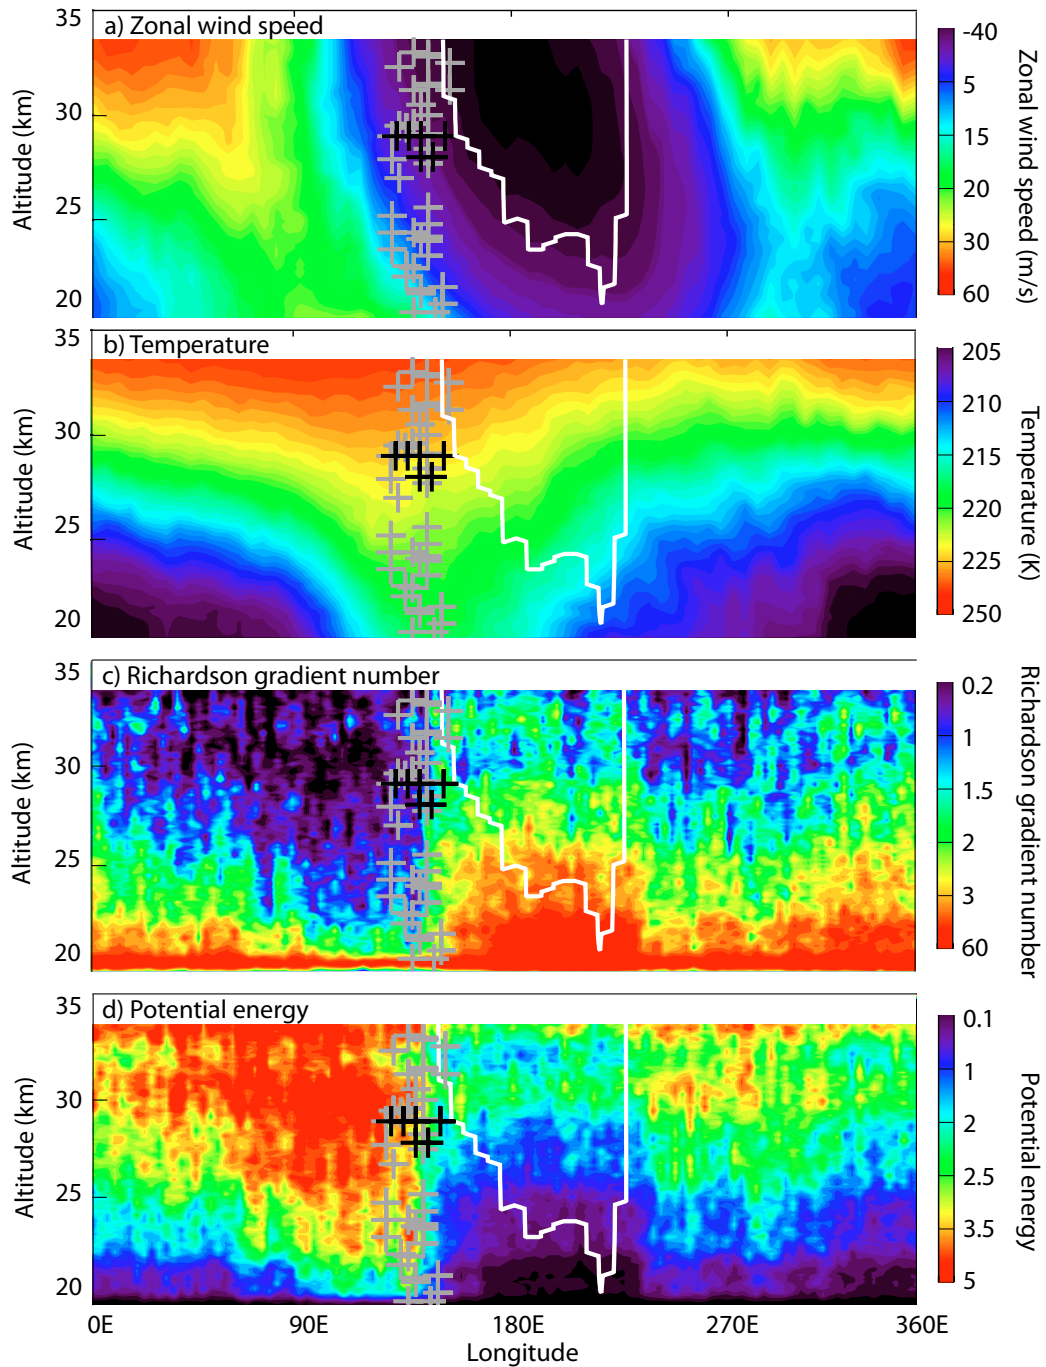 a) Zonal wind speed
35
30
25
20
Altitude (km)
-40
5
15
20
30
60
Zonal wind speed (m/s)
b) Temperature
35
30
25
20
Altitude (km)
205
210
215
220
225
250
Temperature (K)
c) Richardson gradient number
35
30
25
20
Altitude (km)
0.2
1
1.5
2
3
60
Richardson gradient number
d) Potential energy
35
30
25
20
Altitude (km)
0.1
1
2
2.5
3.5
5
Potential energy
0E 90E 180E 270E 360E
Longitude